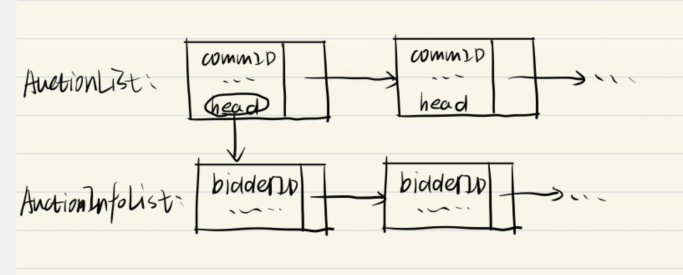 AuctionList:
commID
...
head
commID
...
head
...
AuctionInfoList:
bidderID
...
bidderID
...
...